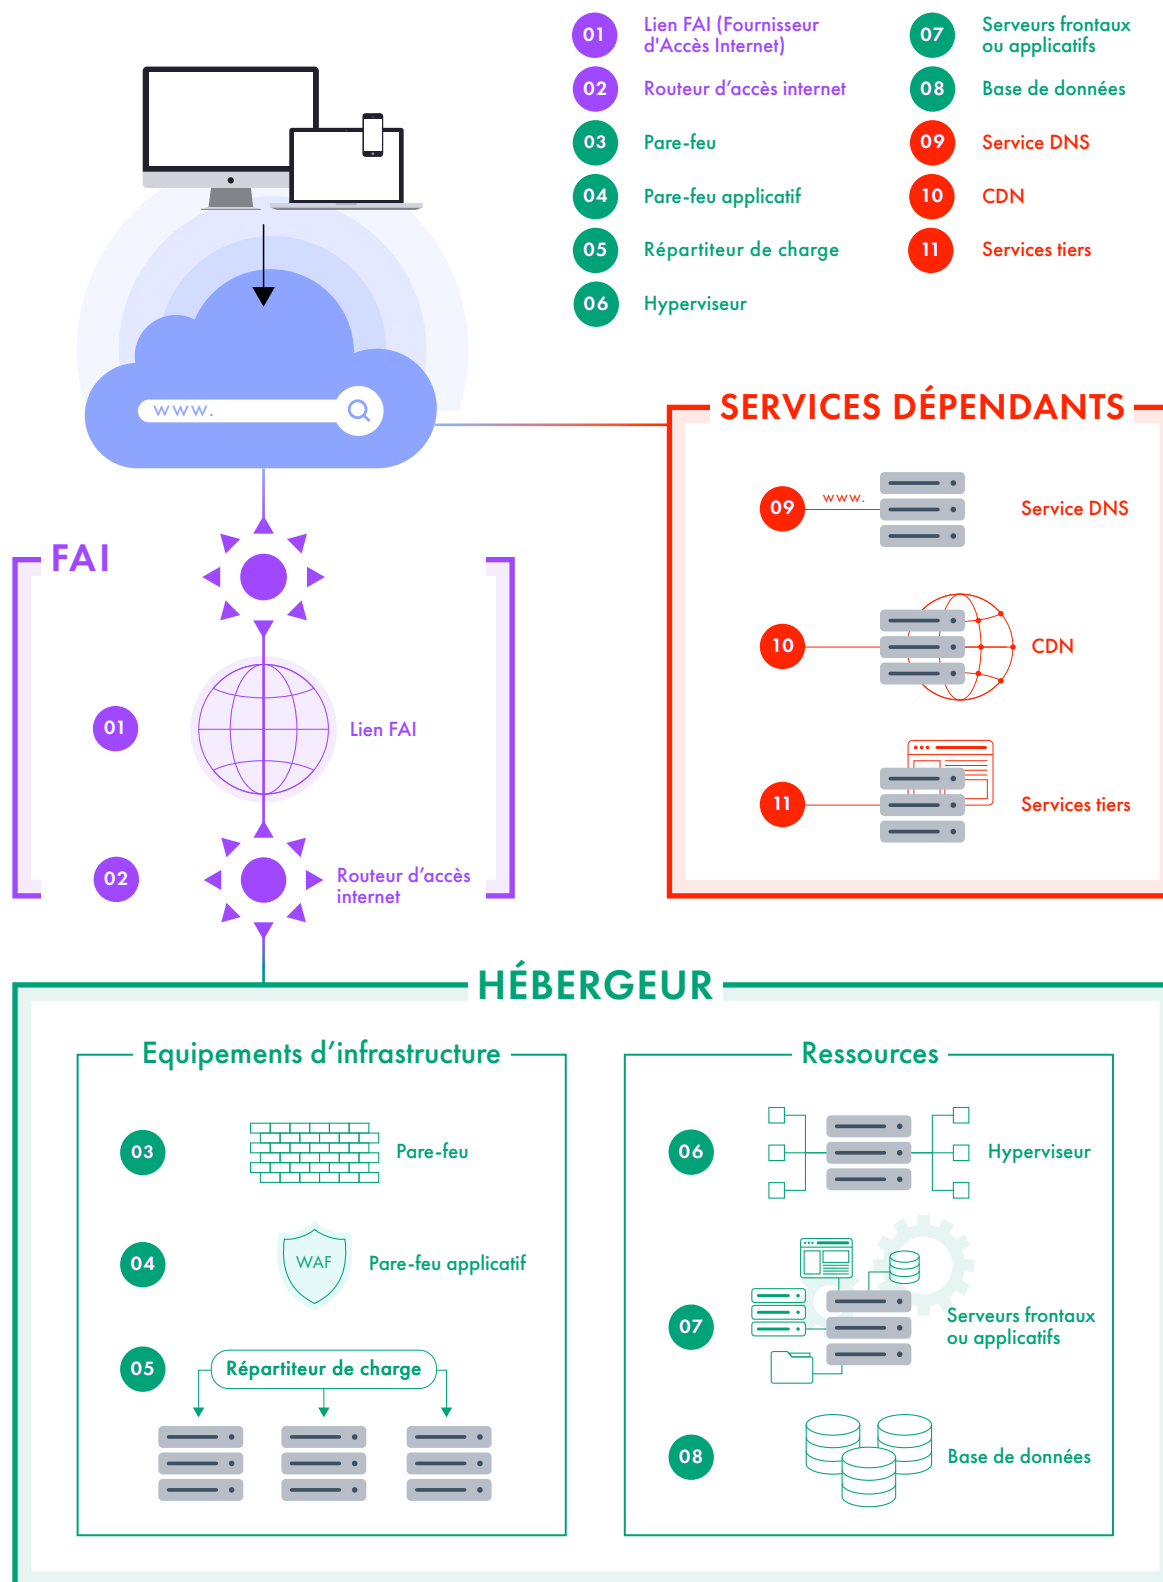 01 Lien FAI (Fournisseur
d'Accès Internet)
02 Routeur d’accès internet
03 Pare-feu
04 Pare-feu applicatif
05 Répartiteur de charge
06 Hyperviseur
07 Serveurs frontaux
ou applicatifs
08 Base de données
09 Service DNS
10 CDN
11 Services tiers
www.
SERVICES DÉPENDANTS
09 www. Service DNS
10 CDN
11 Services tiers
FAI
01 Lien FAI
02 Routeur d’accès
internet
HÉBERGEUR
Equipements d’infrastructure
03 Pare-feu
04 WAF Pare-feu applicatif
05 Répartiteur de charge
Ressources
06 Hyperviseur
07 Serveurs frontaux
ou applicatifs
08 Base de données